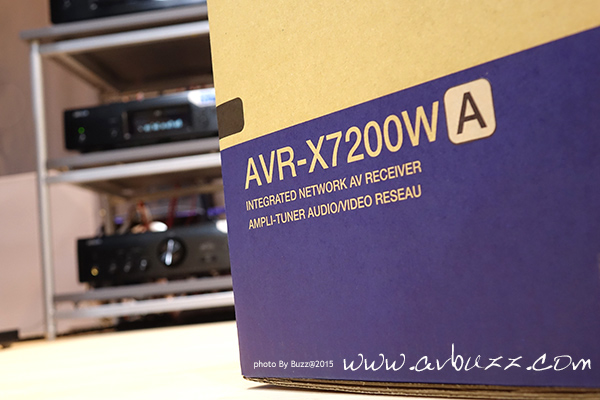 AVR-X7200W A
INTEGRATED NETWORK AV RECEIVER
AMPLI-TUNER AUDIO/VIDEO RESEAU
photo By Buzz@2015 www.avbuzz.com